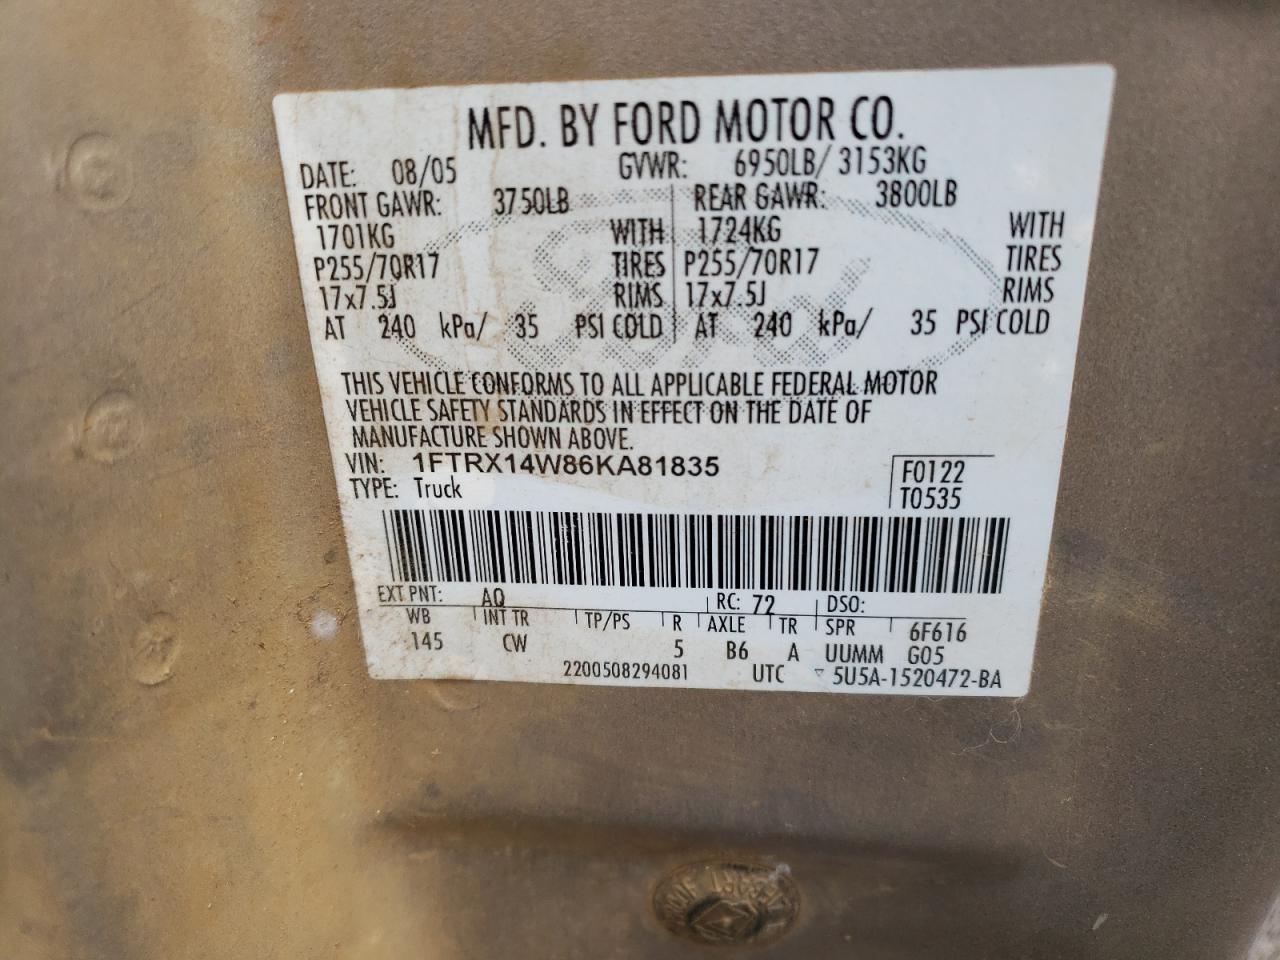 MFD. BY FORD MOTOR CO.
DATE: 08/05 GVWR: 6950LB/ 3153KG
FRONT GAWR: 3750LB REAR GAWR: 3800LB
1701KG WITH 1724KG WITH
P255/70R17 TIRES P255/70R17 TIRES
17x7.5J RIMS 17x7.5J RIMS
AT 240 kPa/ 35 PSI COLD AT 240 kPa/ 35 PSI COLD
THIS VEHICLE CONFORMS TO ALL APPLICABLE FEDERAL MOTOR
VEHICLE SAFETY STANDARDS IN EFFECT ON THE DATE OF
MANUFACTURE SHOWN ABOVE.
VIN: 1FTRX14W86KA81835 F0122
TYPE: Truck T0535
EXT PNT: AQ RC: 72 DSO:
WB INT TR TP/PS R AXLE TR SPR 6F616
145 CW 5 B6 A UUMM G05
2200508294081 UTC 5U5A-1520472-BA